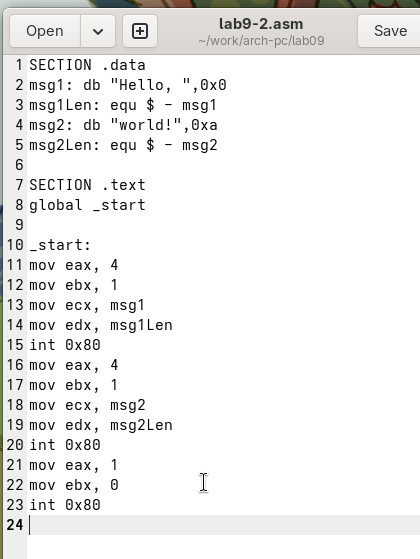 Open
lab9-2.asm
~/work/arch-pc/lab09
Save
1 SECTION .data
2 msg1: db "Hello, ",0x0
3 msg1Len: equ $ - msg1
4 msg2: db "world!",0xa
5 msg2Len: equ $ - msg2
6
7 SECTION .text
8 global _start
9
10 _start:
11 mov eax, 4
12 mov ebx, 1
13 mov ecx, msg1
14 mov edx, msg1Len
15 int 0x80
16 mov eax, 4
17 mov ebx, 1
18 mov ecx, msg2
19 mov edx, msg2Len
20 int 0x80
21 mov eax, 1
22 mov ebx, 0
23 int 0x80
24